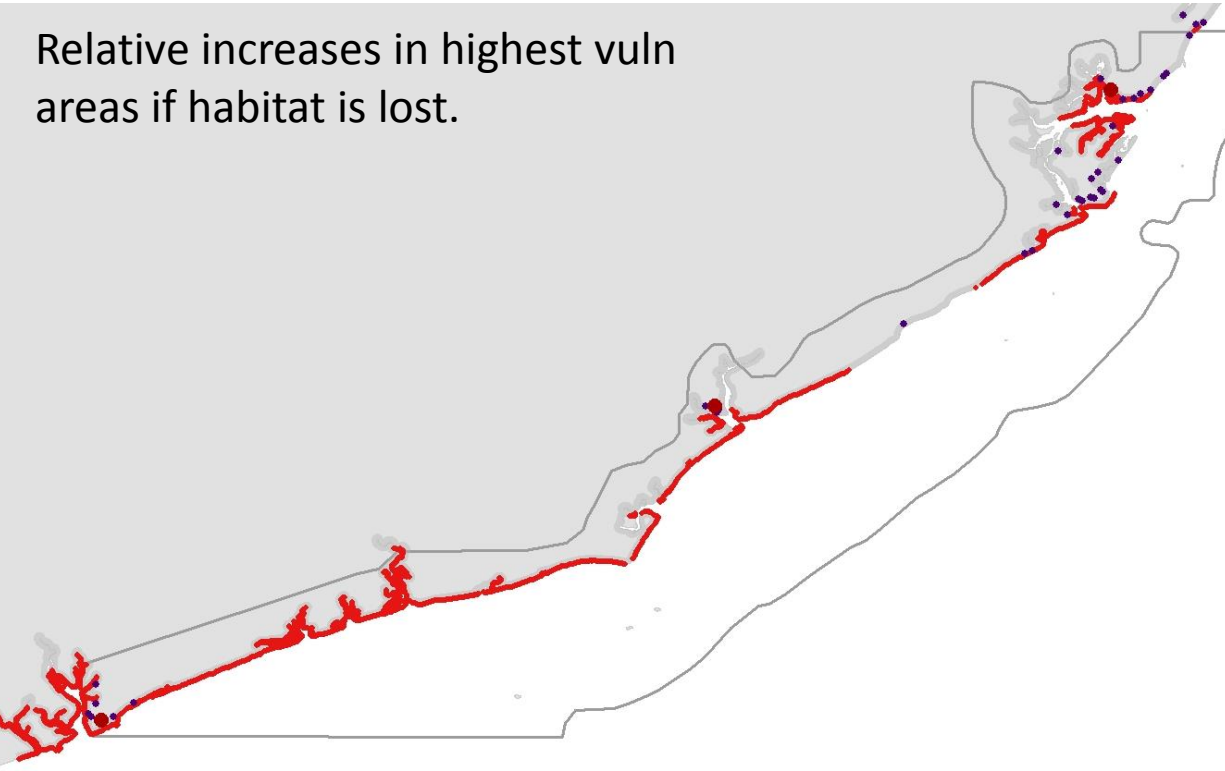 Relative increases in highest vuln
areas if habitat is lost.